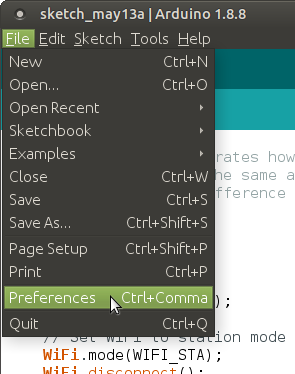 sketch_may13a | Arduino 1.8.8
File Edit Sketch Tools Help
New Ctrl+N
Open... Ctrl+O
Open Recent
Sketchbook
Examples
rates how
Close Ctrl+W
he same a
Save Ctrl+S
ifference
Save As... Ctrl+Shift+S
Page Setup Ctrl+Shift+P
Print Ctrl+P
Preferences Ctrl+Comma
);
Quit Ctrl+Q
// Set WiFi to station mode
WiFi.mode(WIFI_STA);
WiFi.disconnect();